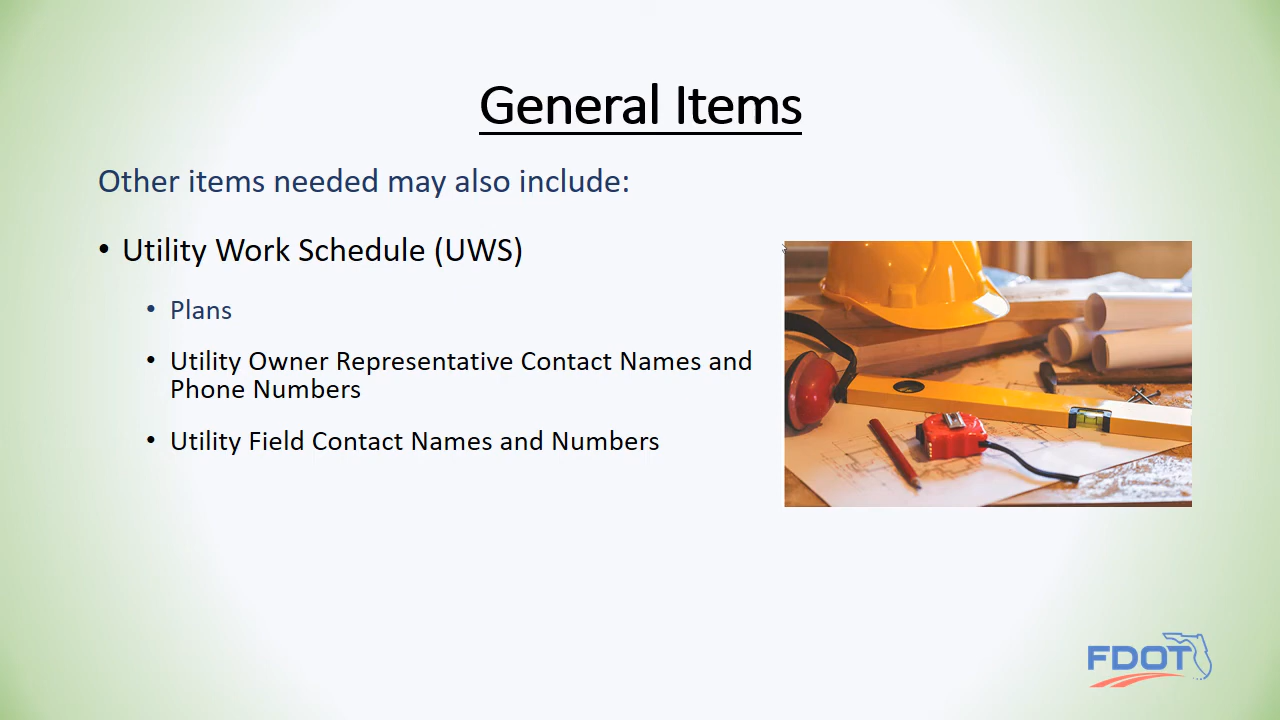 General Items
Other items needed may also include:
• Utility Work Schedule (UWS)
• Plans
• Utility Owner Representative Contact Names and
Phone Numbers
• Utility Field Contact Names and Numbers
FDOT